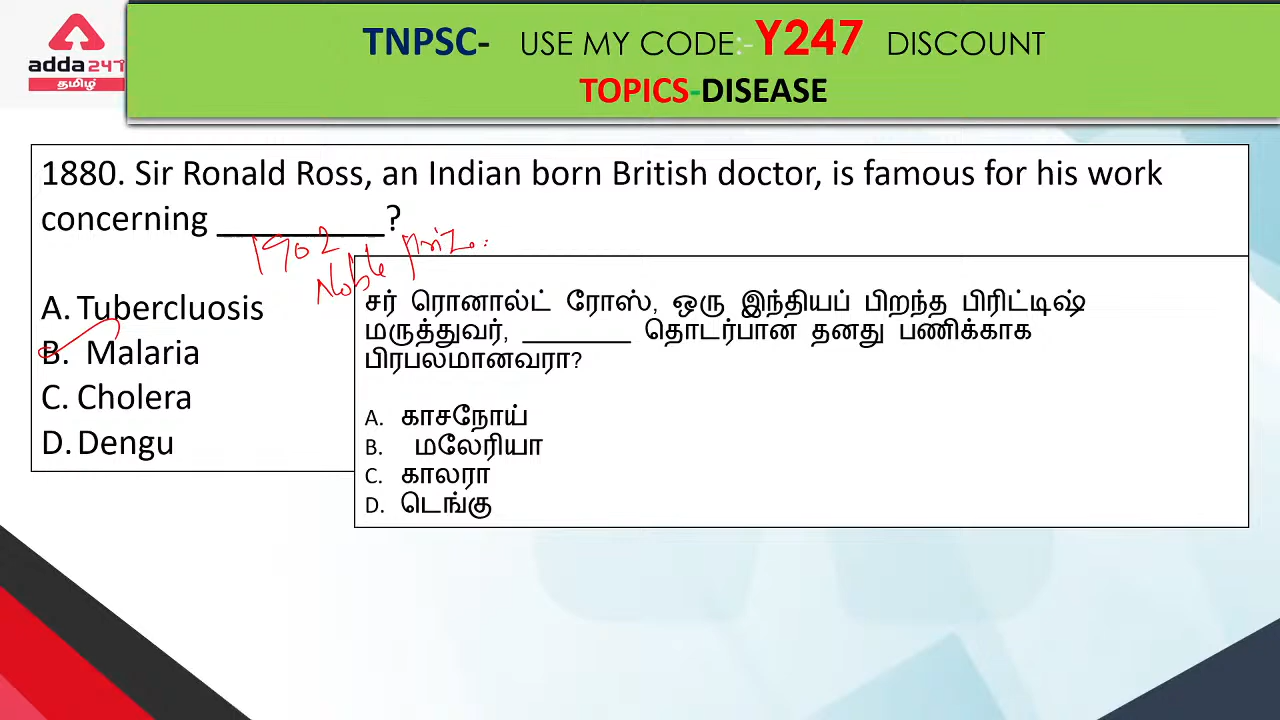 adda247
தமிழ்
TNPSC- USE MY CODE:-Y247 DISCOUNT
TOPICS-DISEASE
1880. Sir Ronald Ross, an Indian born British doctor, is famous for his work
concerning __________?
1902
Noble Prize.
A. Tubercluosis
B. Malaria
C. Cholera
D. Dengu
சர் ரொனால்ட் ரோஸ், ஒரு இந்தியப் பிறந்த பிரிட்டிஷ்
மருத்துவர், ________ தொடர்பான தனது பணிக்காக
பிரபலமானவரா?
A. காசநோய்
B. மலேரியா
C. காலரா
D. டெங்கு